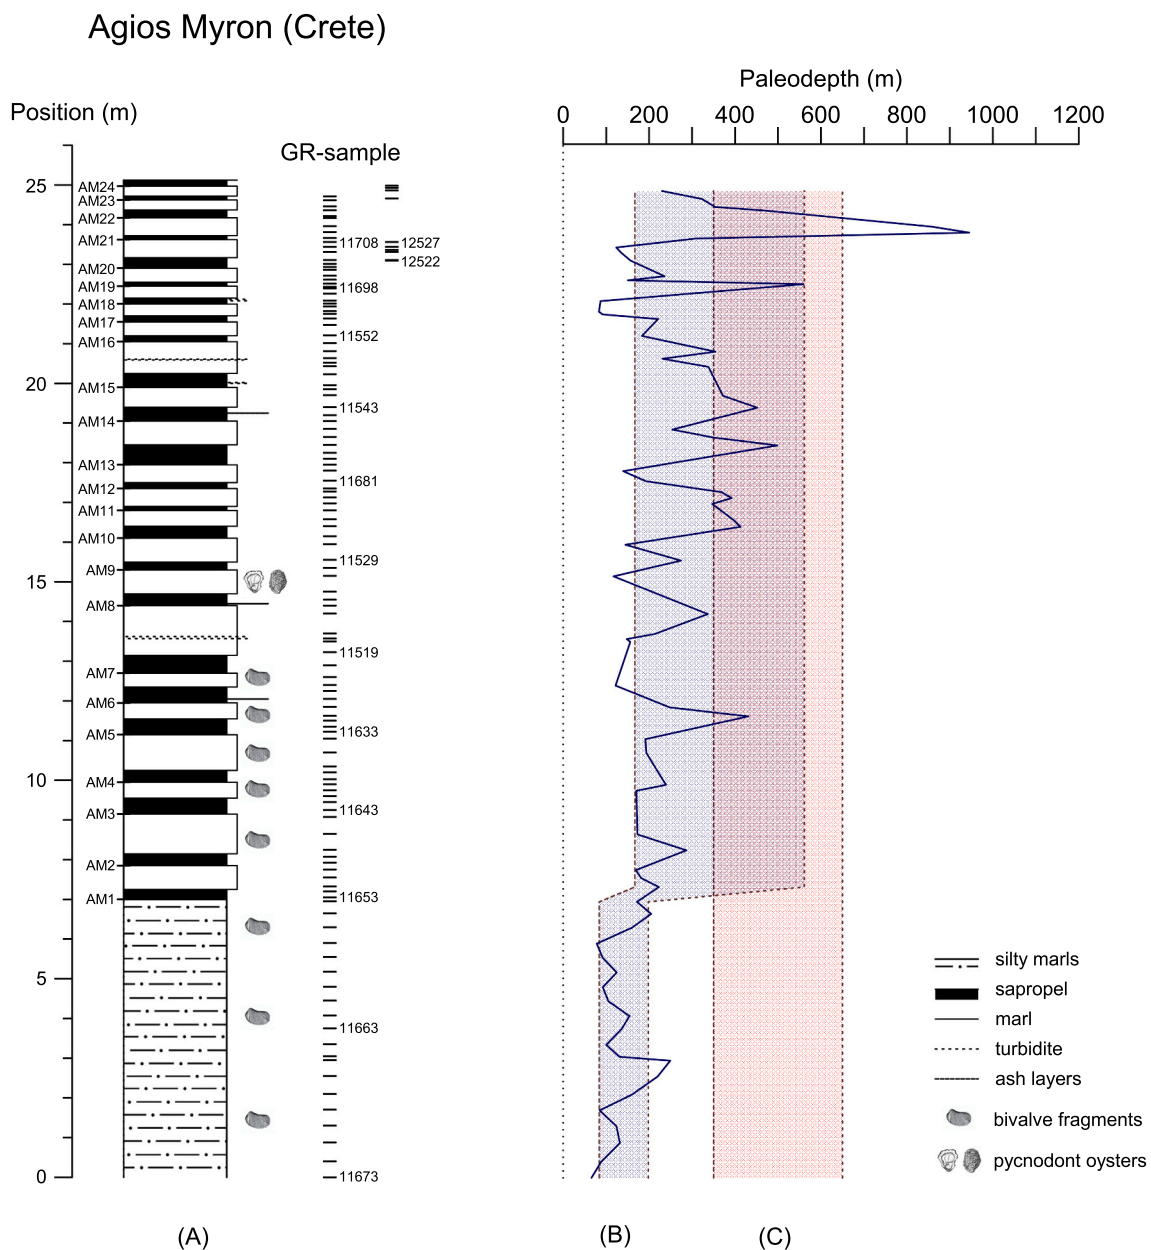 Agios Myron (Crete)
Paleodepth (m)
Position (m)
0 200 400 600 800 1000 1200
GR-sample
25
AM24
AM23
AM22
AM21 11708 12527
12522
AM20
AM19 11698
AM18
AM17
11552
AM16
20
AM15
11543
AM14
AM13
11681
AM12
AM11
AM10
11529
AM9
15
AM8
11519
AM7
AM6
11633
AM5
10
AM4
11643
AM3
AM2
11653
AM1
silty marls
5
sapropel
marl
11663
turbidite
ash layers
bivalve fragments
pycnodont oysters
0
11673
(A) (B) (C)